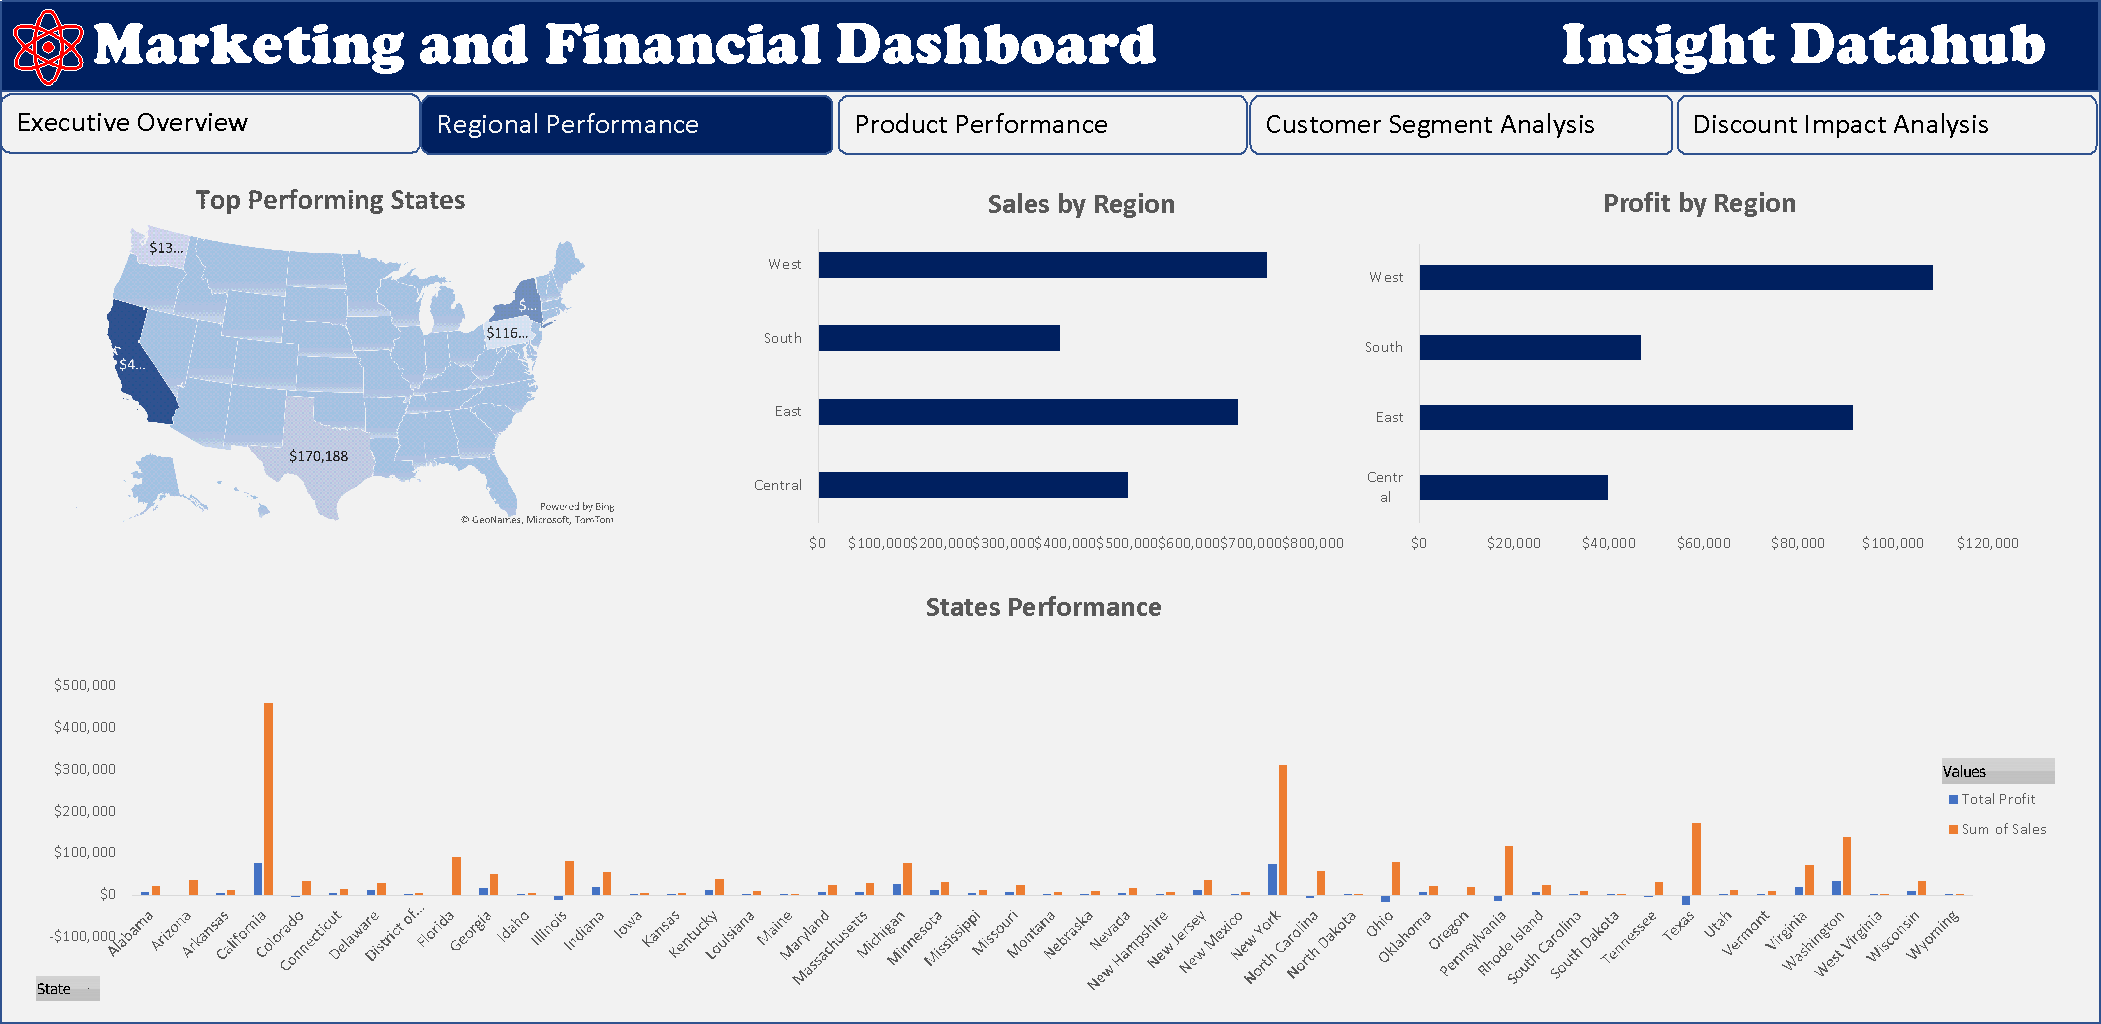 Marketing and Financial Dashboard
Insight Datahub
Executive Overview
Regional Performance
Product Performance
Customer Segment Analysis
Discount Impact Analysis
Top Performing States
$13...
$...
$116...
$4...
$170,188
Powered by Bing
© GeoNames, Microsoft, TomTom
Sales by Region
West
South
East
Central
$0 $100,000 $200,000 $300,000 $400,000 $500,000 $600,000 $700,000 $800,000
Profit by Region
West
South
East
Centr
al
$0 $20,000 $40,000 $60,000 $80,000 $100,000 $120,000
States Performance
$500,000
$400,000
$300,000
$200,000
$100,000
$0
-$100,000
Alabama
Arizona
Arkansas
California
Colorado
Connecticut
Delaware
District of...
Florida
Georgia
Idaho
Illinois
Indiana
Iowa
Kansas
Kentucky
Louisiana
Maine
Maryland
Massachusets
Michigan
Minnesota
Mississippi
Missouri
Montana
Nebraska
Nevada
New Hampshire
New Jersey
New Mexico
New York
North Carolina
North Dakota
Ohio
Oklahoma
Oregon
Pennsylvania
Rhode Island
South Carolina
South Dakota
Tennessee
Texas
Utah
Vermont
Virginia
Washington
West Virginia
Wisconsin
Wyoming
Values
Total Profit
Sum of Sales
State